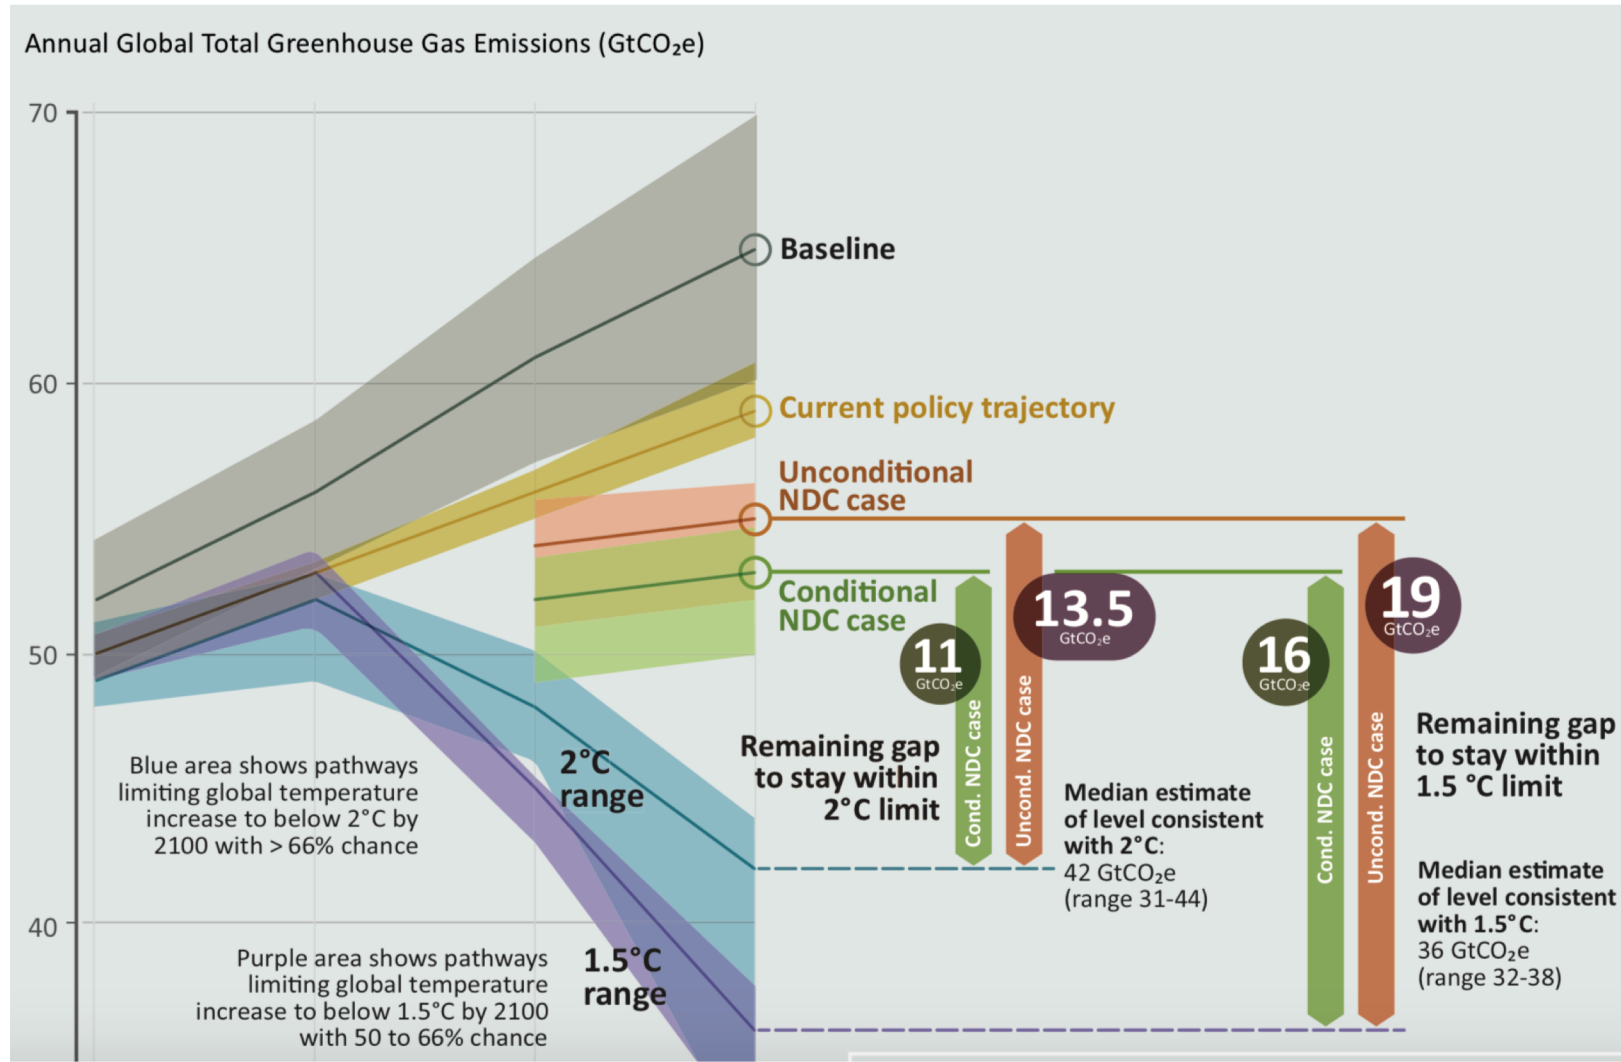 Annual Global Total Greenhouse Gas Emissions (GtCO₂e)
70
60
50
40
Baseline
Current policy trajectory
Unconditional
NDC case
Conditional
NDC case
11
GtCO₂e
13.5
GtCO₂e
16
GtCO₂e
19
GtCO₂e
Cond. NDC case
Uncond. NDC case
Cond. NDC case
Uncond. NDC case
Remaining gap
to stay within
2°C limit
Remaining gap
to stay within
1.5 °C limit
Blue area shows pathways
limiting global temperature
increase to below 2°C by
2100 with > 66% chance
2°C
range
Median estimate
of level consistent
with 2°C:
42 GtCO₂e
(range 31-44)
Median estimate
of level consistent
with 1.5°C:
36 GtCO₂e
(range 32-38)
Purple area shows pathways
limiting global temperature
increase to below 1.5°C by 2100
with 50 to 66% chance
1.5°C
range